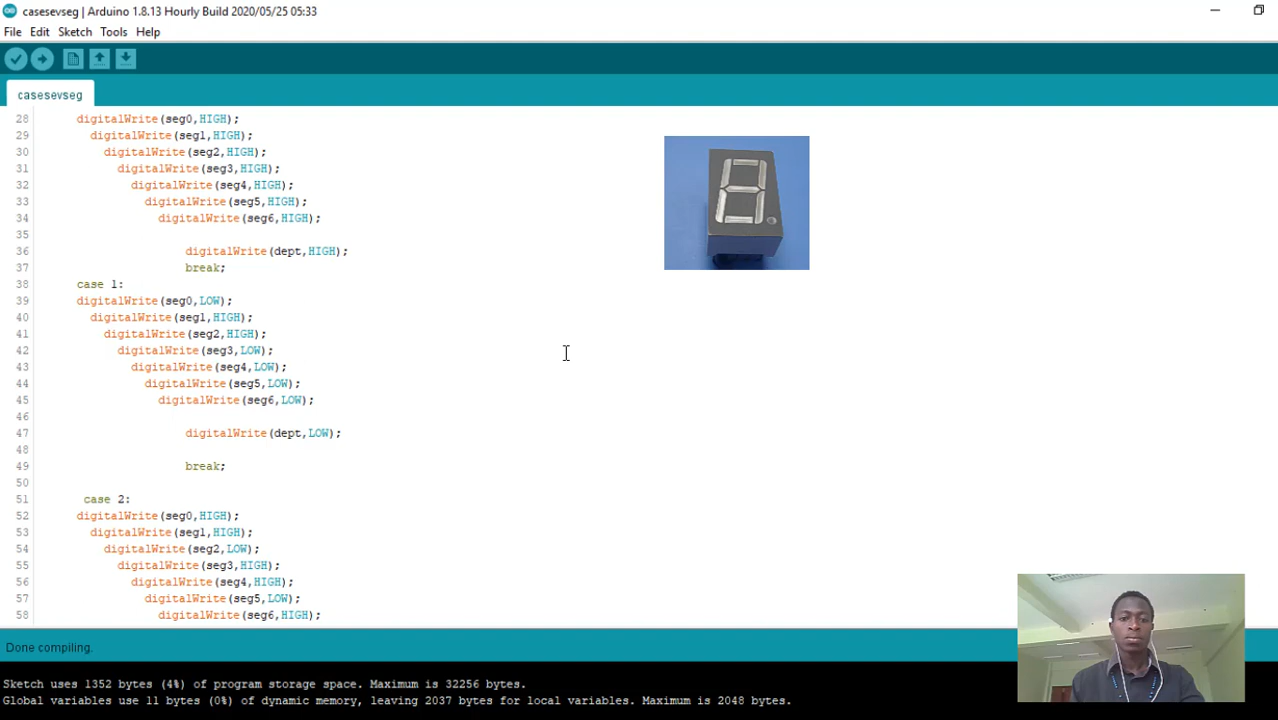 casesevseg | Arduino 1.8.13 Hourly Build 2020/05/25 05:33
File Edit Sketch Tools Help
casesevseg
28 digitalWrite(seg0,HIGH);
29 digitalWrite(seg1,HIGH);
30 digitalWrite(seg2,HIGH);
31 digitalWrite(seg3,HIGH);
32 digitalWrite(seg4,HIGH);
33 digitalWrite(seg5,HIGH);
34 digitalWrite(seg6,HIGH);
35
36 digitalWrite(dept,HIGH);
37 break;
38 case 1:
39 digitalWrite(seg0,LOW);
40 digitalWrite(seg1,HIGH);
41 digitalWrite(seg2,HIGH);
42 digitalWrite(seg3,LOW);
43 digitalWrite(seg4,LOW);
44 digitalWrite(seg5,LOW);
45 digitalWrite(seg6,LOW);
46
47 digitalWrite(dept,LOW);
48
49 break;
50
51 case 2:
52 digitalWrite(seg0,HIGH);
53 digitalWrite(seg1,HIGH);
54 digitalWrite(seg2,LOW);
55 digitalWrite(seg3,HIGH);
56 digitalWrite(seg4,HIGH);
57 digitalWrite(seg5,LOW);
58 digitalWrite(seg6,HIGH);
Done compiling.
Sketch uses 1352 bytes (4%) of program storage space. Maximum is 32256 bytes.
Global variables use 11 bytes (0%) of dynamic memory, leaving 2037 bytes for local variables. Maximum is 2048 bytes.